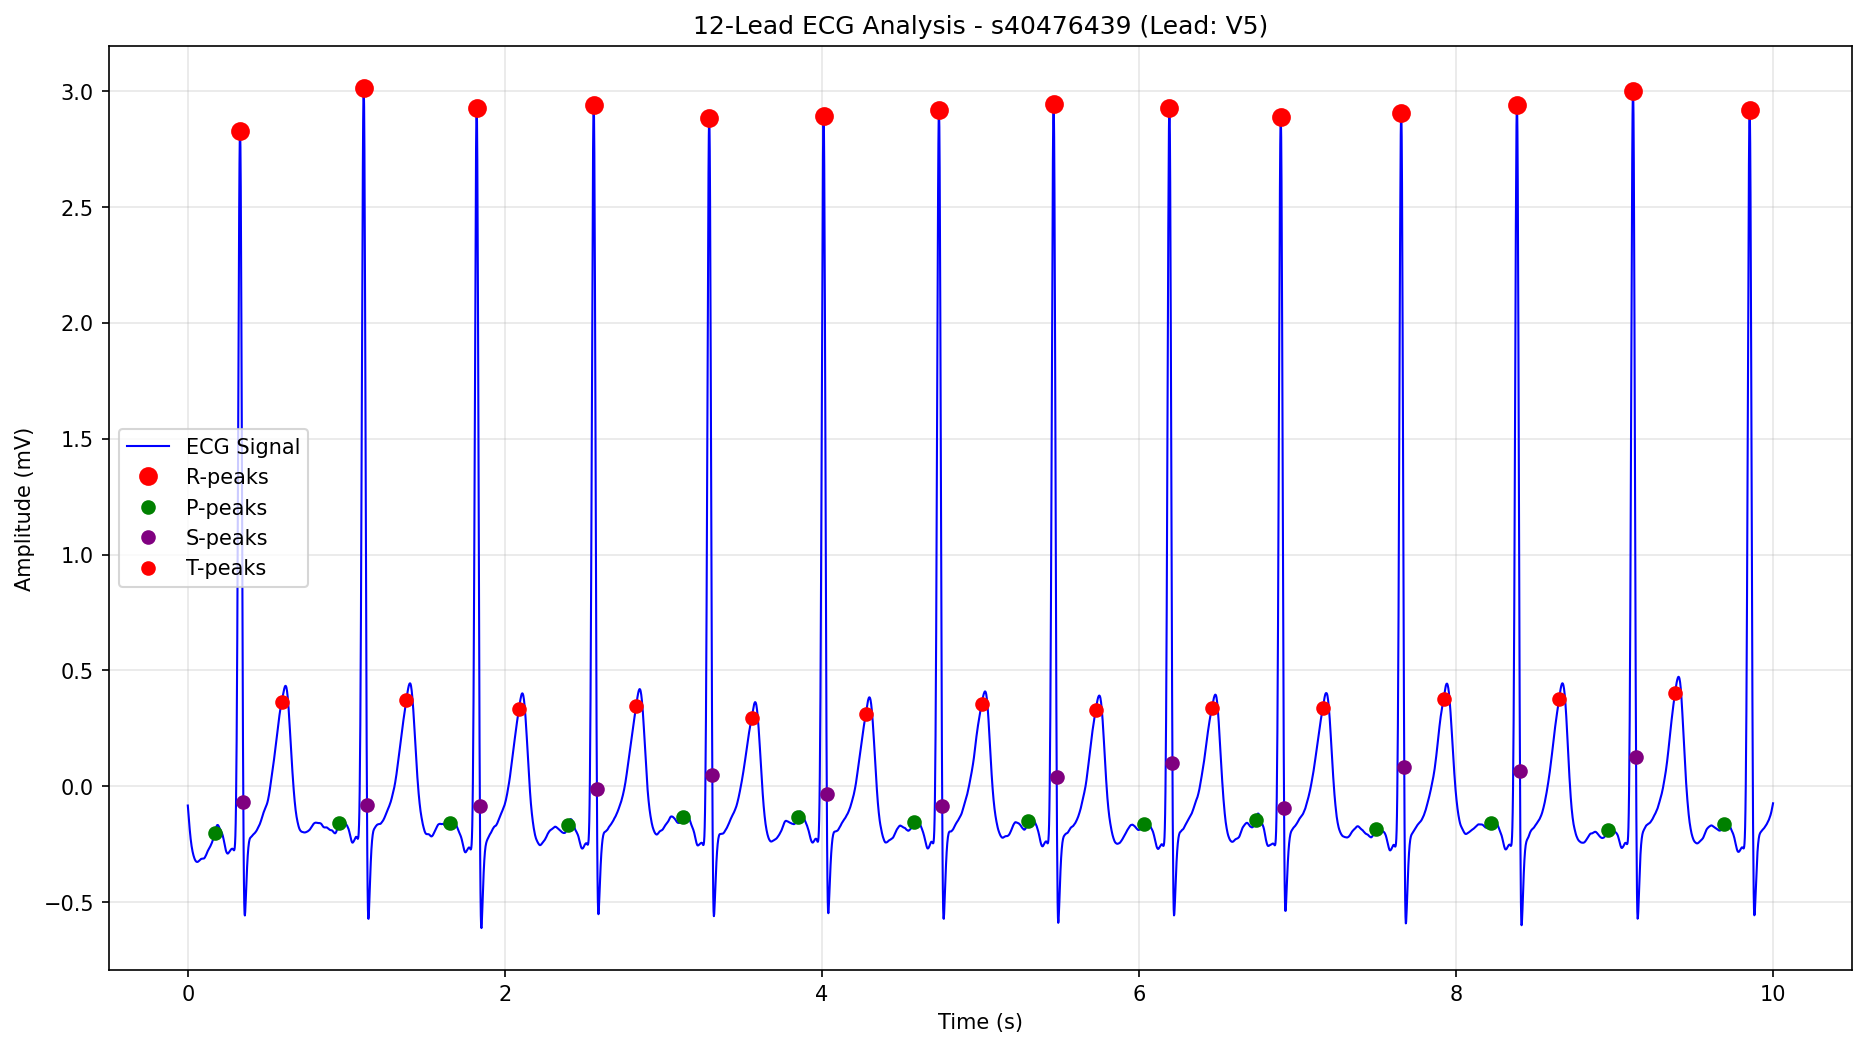 12-Lead ECG Analysis - s40476439 (Lead: V5)
Amplitude (mV)
3.0
2.5
2.0
1.5
1.0
0.5
0.0
−0.5
ECG Signal
R-peaks
P-peaks
S-peaks
T-peaks
0 2 4 6 8 10
Time (s)